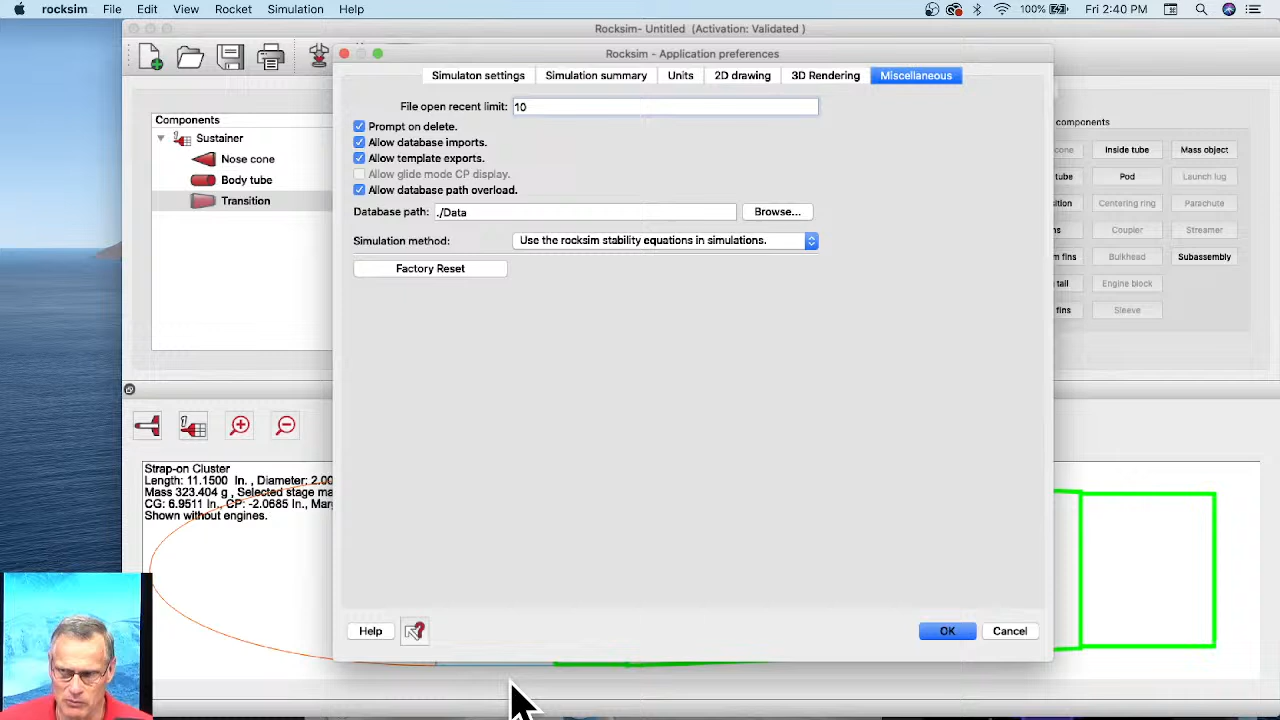 rocksim File Edit View Rocket Simulation Help 100% Fri 2:40 PM
Rocksim- Untitled (Activation: Validated )
Rocksim - Application preferences
Simulaton settings Simulation summary Units 2D drawing 3D Rendering Miscellaneous
File open recent limit: 10
Prompt on delete.
Allow database imports.
Allow template exports.
Allow glide mode CP display.
Allow database path overload.
Database path: ./Data Browse...
Simulation method: Use the rocksim stability equations in simulations.
Factory Reset
Help OK Cancel
Components
Sustainer
Nose cone
Body tube
Transition
components
cone Inside tube Mass object
tube Pod Launch lug
Centering ring Parachute
Coupler Streamer
fins Bulkhead Subassembly
tail Engine block
fins Sleeve
Strap-on Cluster
Length: 11.1500 In. , Diameter: 2.00
Mass 323.404 g , Selected stage
CG: 6.9511 In., CP: -2.0685 In.,
Shown without engines.